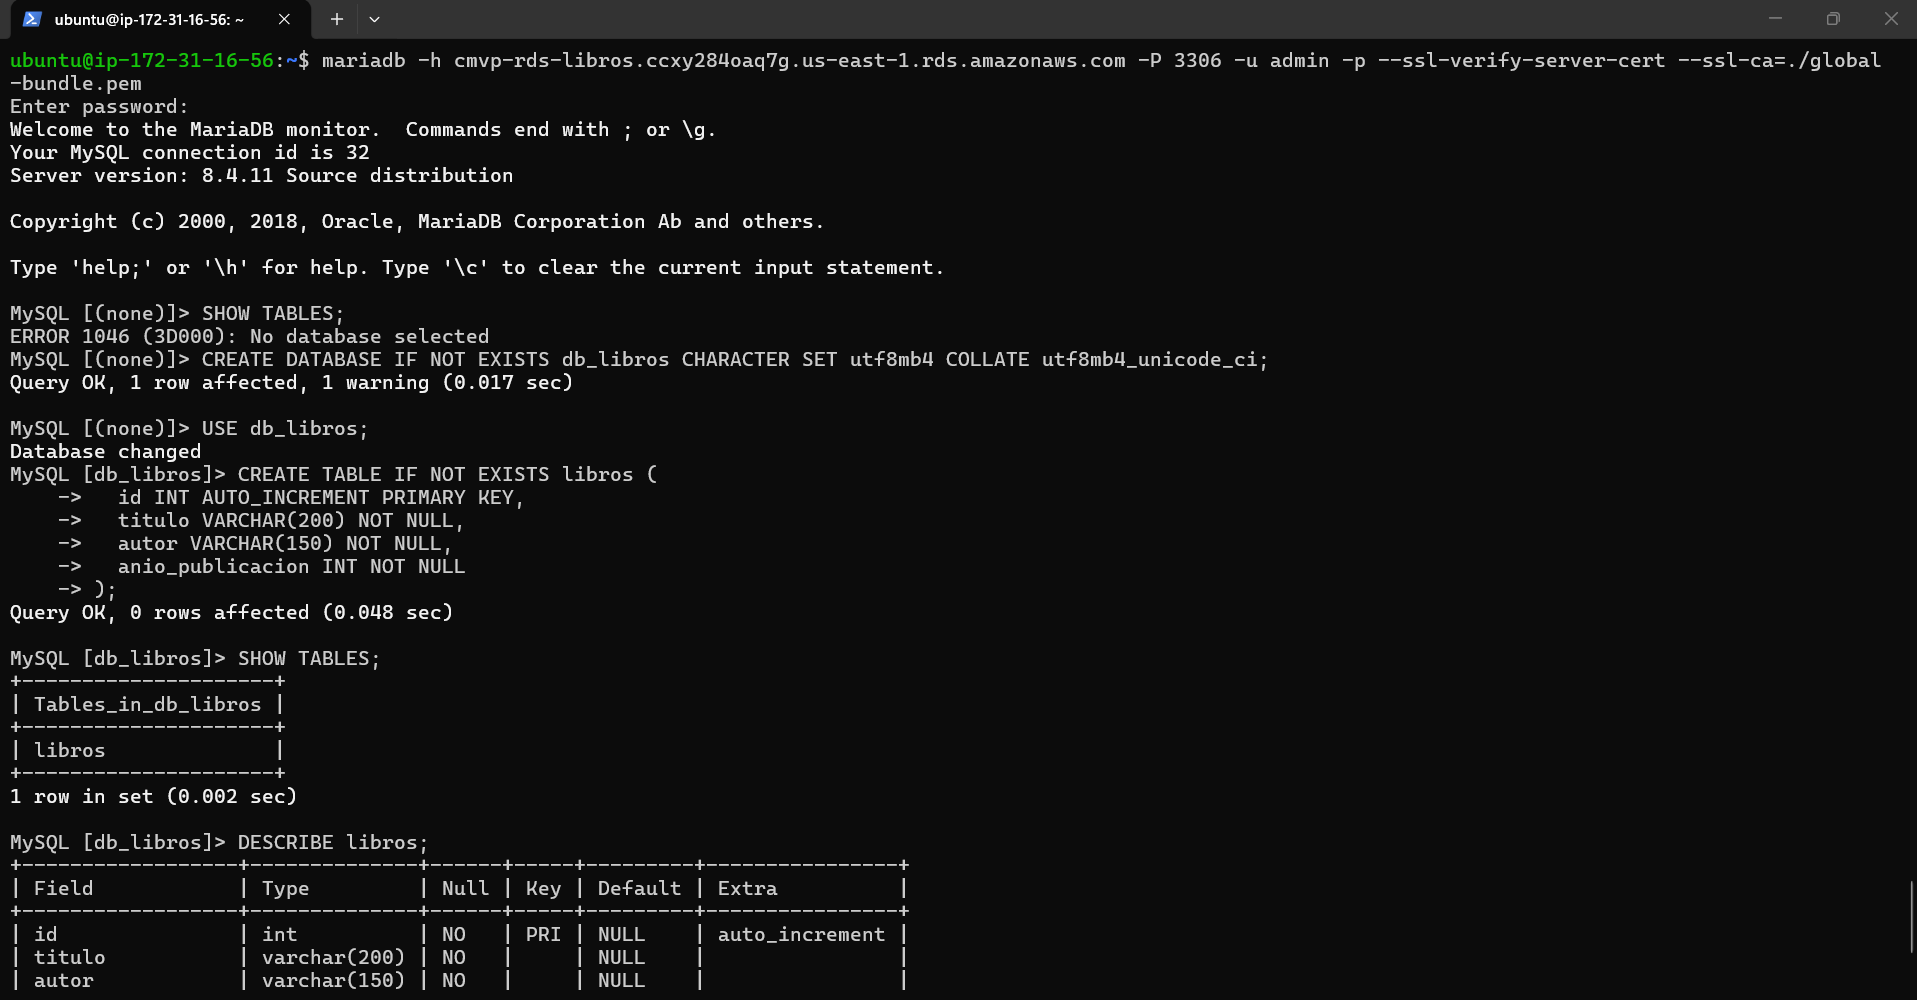 ubuntu@ip-172-31-16-56: ~
ubuntu@ip-172-31-16-56:~$ mariadb -h cmvp-rds-libros.ccxy284oaq7g.us-east-1.rds.amazonaws.com -P 3306 -u admin -p --ssl-verify-server-cert --ssl-ca=./global
-bundle.pem
Enter password:
Welcome to the MariaDB monitor.  Commands end with ; or \g.
Your MySQL connection id is 32
Server version: 8.4.11 Source distribution

Copyright (c) 2000, 2018, Oracle, MariaDB Corporation Ab and others.

Type 'help;' or '\h' for help. Type '\c' to clear the current input statement.

MySQL [(none)]> SHOW TABLES;
ERROR 1046 (3D000): No database selected
MySQL [(none)]> CREATE DATABASE IF NOT EXISTS db_libros CHARACTER SET utf8mb4 COLLATE utf8mb4_unicode_ci;
Query OK, 1 row affected, 1 warning (0.017 sec)

MySQL [(none)]> USE db_libros;
Database changed
MySQL [db_libros]> CREATE TABLE IF NOT EXISTS libros (
    ->   id INT AUTO_INCREMENT PRIMARY KEY,
    ->   titulo VARCHAR(200) NOT NULL,
    ->   autor VARCHAR(150) NOT NULL,
    ->   anio_publicacion INT NOT NULL
    -> );
Query OK, 0 rows affected (0.048 sec)

MySQL [db_libros]> SHOW TABLES;
+---------------------+
| Tables_in_db_libros |
+---------------------+
| libros              |
+---------------------+
1 row in set (0.002 sec)

MySQL [db_libros]> DESCRIBE libros;
+------------------+--------------+------+-----+---------+----------------+
| Field            | Type         | Null | Key | Default | Extra          |
+------------------+--------------+------+-----+---------+----------------+
| id               | int          | NO   | PRI | NULL    | auto_increment |
| titulo           | varchar(200) | NO   |     | NULL    |                |
| autor            | varchar(150) | NO   |     | NULL    |                |